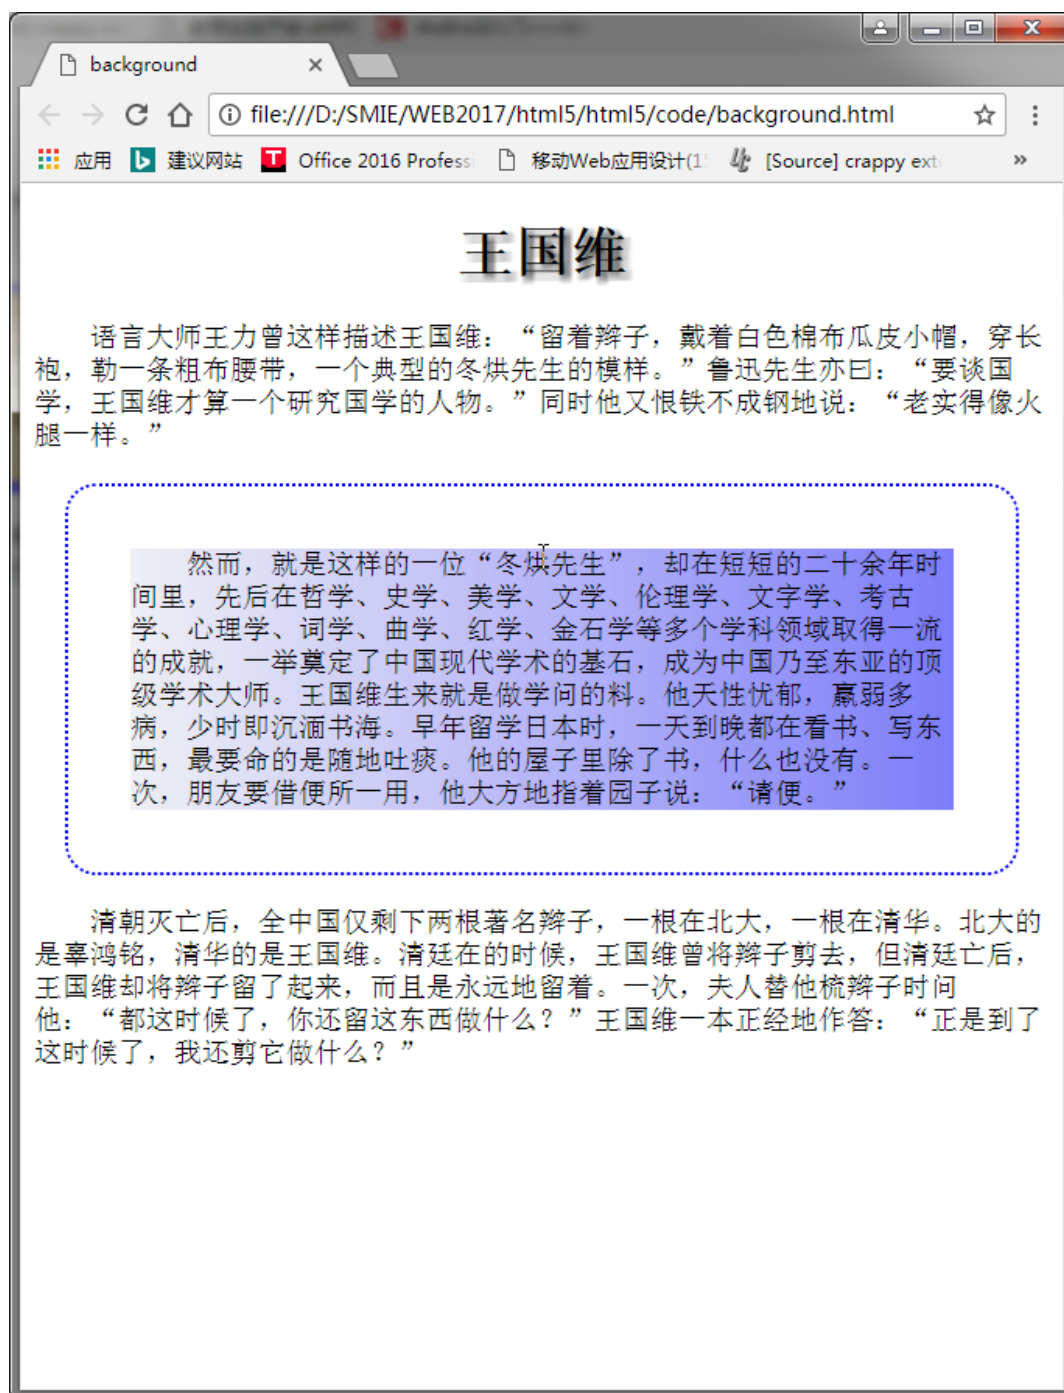 background
file:///D:/SMIE/WEB2017/html5/html5/code/background.html
应用 建议网站 Office 2016 Profess 移动Web应用设计(1 [Source] crappy ext »
王国维
语言大师王力曾这样描述王国维：“留着辫子，戴着白色棉布瓜皮小帽，穿长
袍，勒一条粗布腰带，一个典型的冬烘先生的模样。”鲁迅先生亦曰：“要谈国
学，王国维才算一个研究国学的人物。”同时他又恨铁不成钢地说：“老实得像火
腿一样。”
然而，就是这样的一位“冬烘先生”，却在短短的二十余年时
间里，先后在哲学、史学、美学、文学、伦理学、文字学、考古
学、心理学、词学、曲学、红学、金石学等多个学科领域取得一流
的成就，一举奠定了中国现代学术的基石，成为中国乃至东亚的顶
级学术大师。王国维生来就是做学问的料。他天性忧郁，羸弱多
病，少时即沉湎书海。早年留学日本时，一天到晚都在看书、写东
西，最要命的是随地吐痰。他的屋子里除了书，什么也没有。一
次，朋友要借便所一用，他大方地指着园子说：“请便。”
清朝灭亡后，全中国仅剩下两根著名辫子，一根在北大，一根在清华。北大的
是辜鸿铭，清华的是王国维。清廷在的时候，王国维曾将辫子剪去，但清廷亡后，
王国维却将辫子留了起来，而且是永远地留着。一次，夫人替他梳辫子时问
他：“都这时候了，你还留这东西做什么？”王国维一本正经地作答：“正是到了
这时候了，我还剪它做什么？”